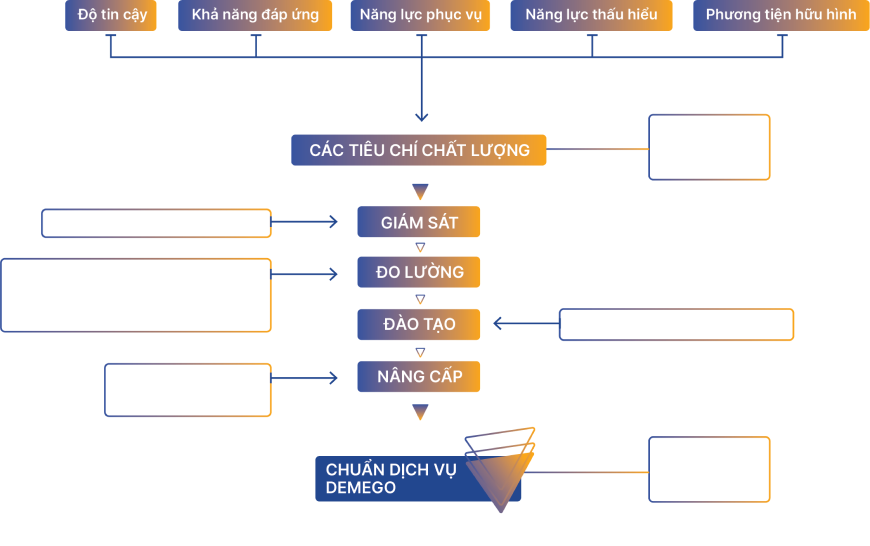 Độ tin cậy
Khả năng đáp ứng
Năng lực phục vụ
Năng lực thấu hiểu
Phương tiện hữu hình
CÁC TIÊU CHÍ CHẤT LƯỢNG
GIÁM SÁT
ĐO LƯỜNG
ĐÀO TẠO
NÂNG CẤP
CHUẨN DỊCH VỤ
DEMEGO